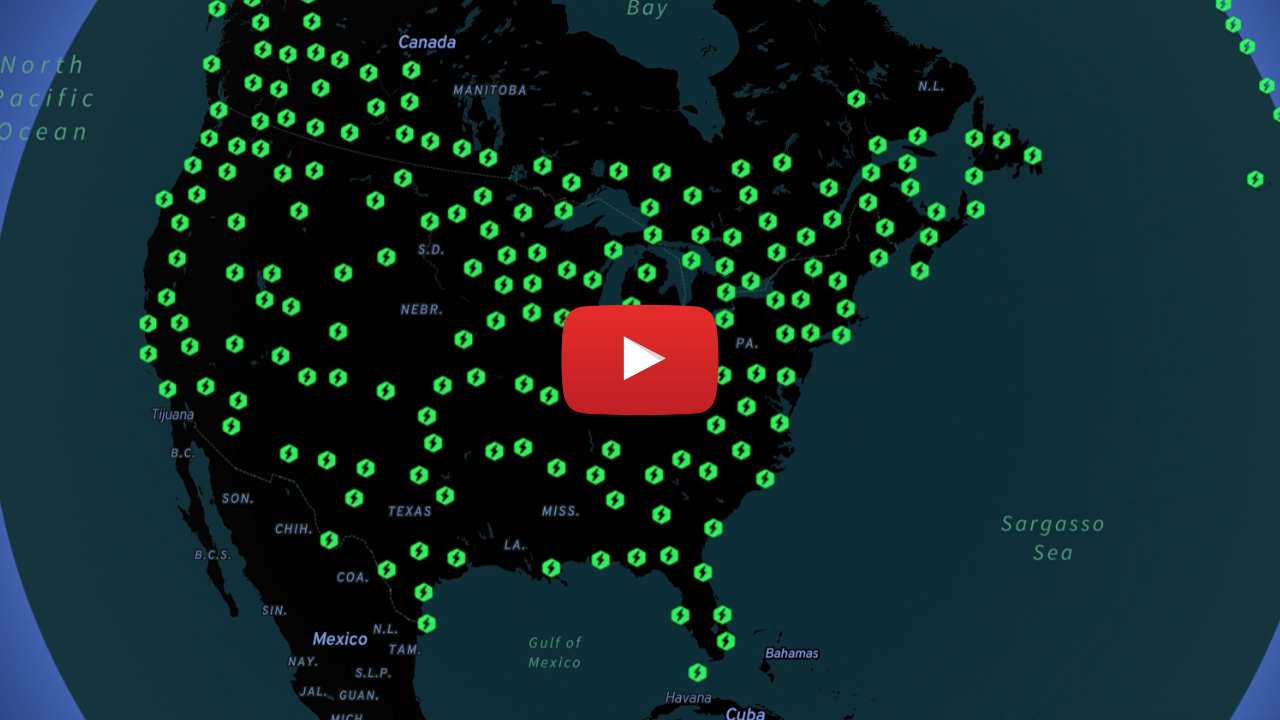 Bay
Canada
North
Pacific
Ocean
MANITOBA
N.L.
S.D.
NEBR.
PA.
Tijuana
B.C.
SON.
TEXAS
MISS.
CHIH.
Sargasso
Sea
LA.
B.C.S.
COA.
SIN.
N.L.
Mexico
TAM.
Gulf of
Mexico
Bahamas
NAY.
S.L.P.
JAL.
GUAN.
Havana
MICH.
Cuba